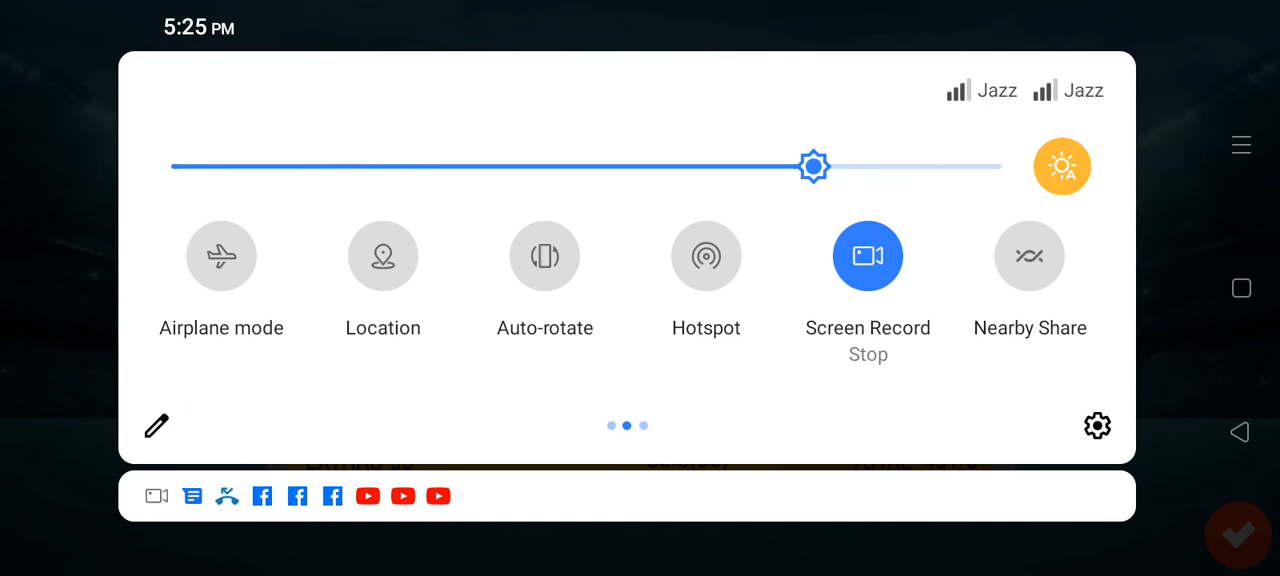 5:25 PM
Jazz Jazz
Airplane mode Location Auto-rotate Hotspot Screen Record Nearby Share
Stop